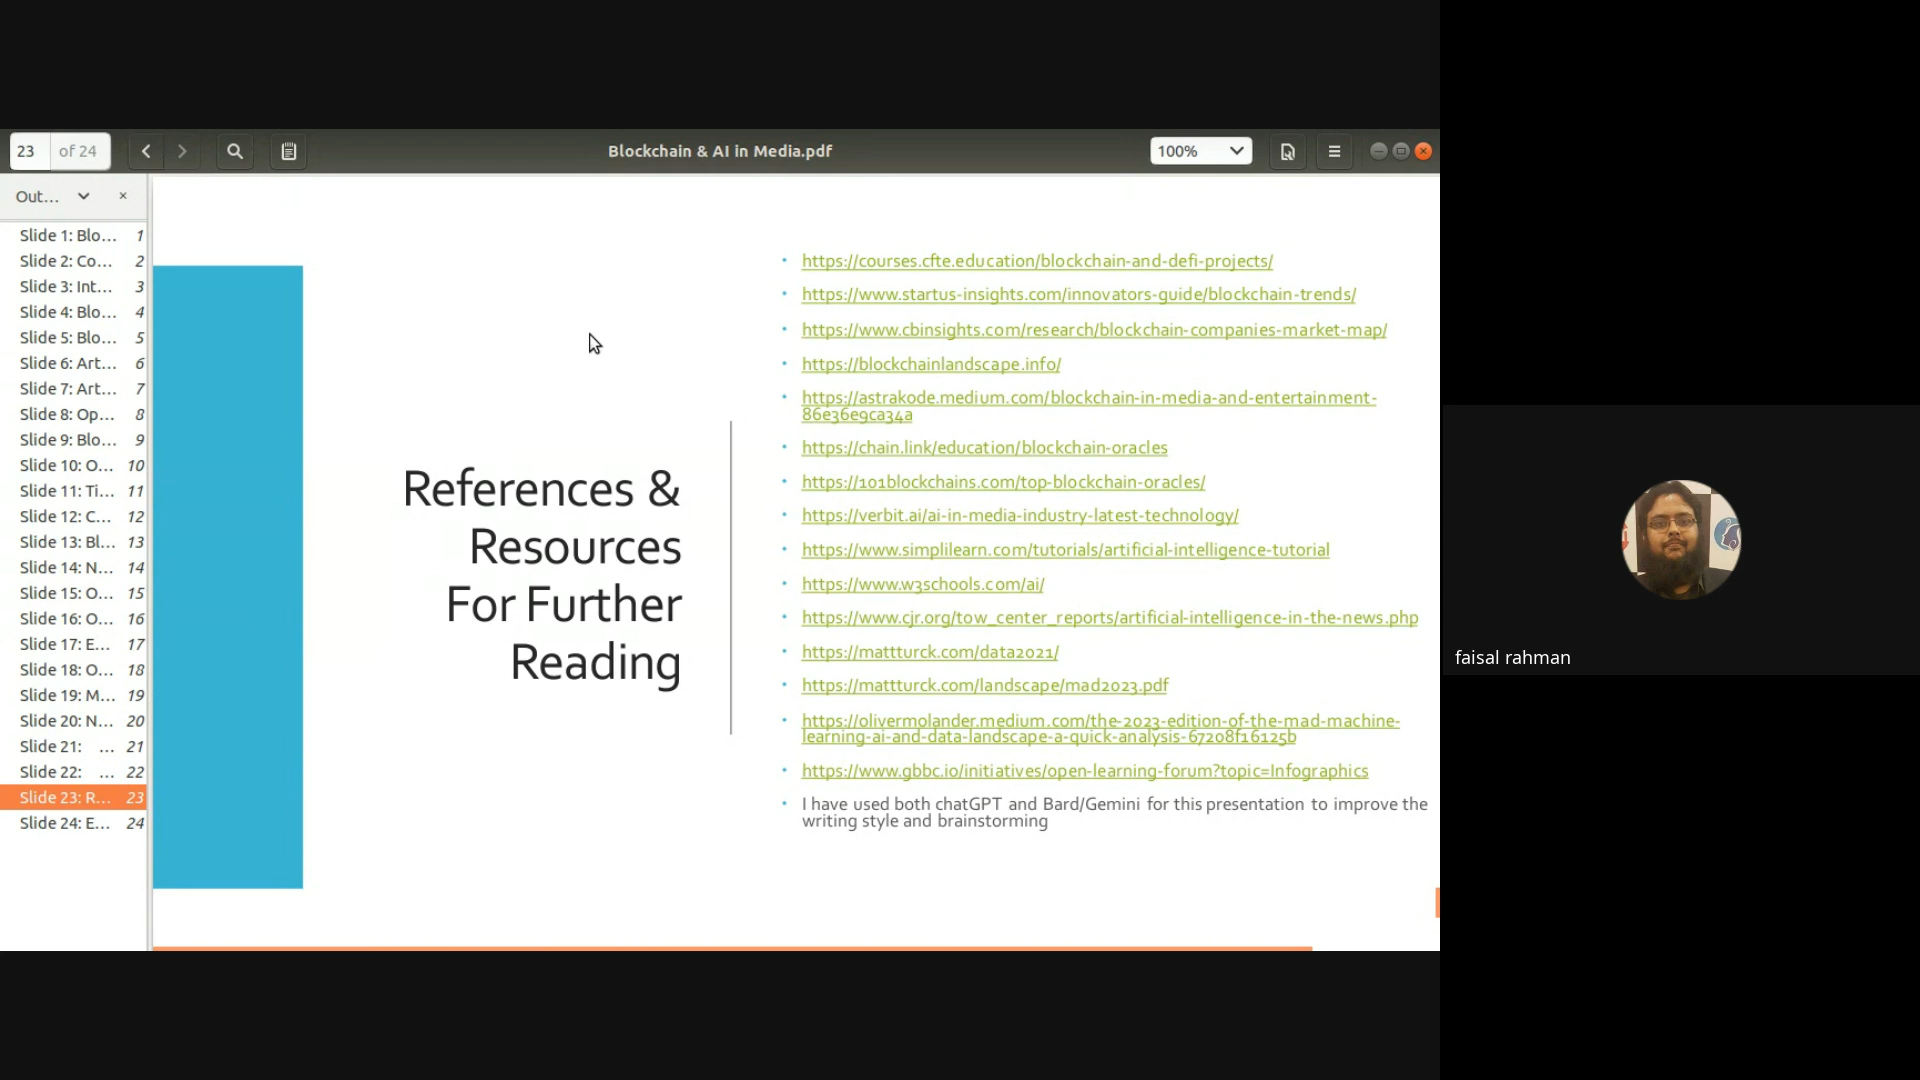 23 of 24
Blockchain & AI in Media.pdf
100%
Out...
Slide 1: Blo... 1
Slide 2: Co... 2
Slide 3: Int... 3
Slide 4: Blo... 4
Slide 5: Blo... 5
Slide 6: Art... 6
Slide 7: Art... 7
Slide 8: Op... 8
Slide 9: Blo... 9
Slide 10: O... 10
Slide 11: Ti... 11
Slide 12: C... 12
Slide 13: Bl... 13
Slide 14: N... 14
Slide 15: O... 15
Slide 16: O... 16
Slide 17: E... 17
Slide 18: O... 18
Slide 19: M... 19
Slide 20: N... 20
Slide 21: ... 21
Slide 22: ... 22
Slide 23: R... 23
Slide 24: E... 24
References &
Resources
For Further
Reading
https://courses.cfte.education/blockchain-and-defi-projects/
https://www.startus-insights.com/innovators-guide/blockchain-trends/
https://www.cbinsights.com/research/blockchain-companies-market-map/
https://blockchainlandscape.info/
https://astrakode.medium.com/blockchain-in-media-and-entertainment-
86e36e9ca34a
https://chain.link/education/blockchain-oracles
https://101blockchains.com/top-blockchain-oracles/
https://verbit.ai/ai-in-media-industry-latest-technology/
https://www.simplilearn.com/tutorials/artificial-intelligence-tutorial
https://www.w3schools.com/ai/
https://www.cjr.org/tow_center_reports/artificial-intelligence-in-the-news.php
https://mattturck.com/data2021/
https://mattturck.com/landscape/mad2023.pdf
https://olivermolander.medium.com/the-2023-edition-of-the-mad-machine-
learning-ai-and-data-landscape-a-quick-analysis-67208f16125b
https://www.gbbc.io/initiatives/open-learning-forum?topic=Infographics
I have used both chatGPT and Bard/Gemini for this presentation to improve the
writing style and brainstorming
faisal rahman